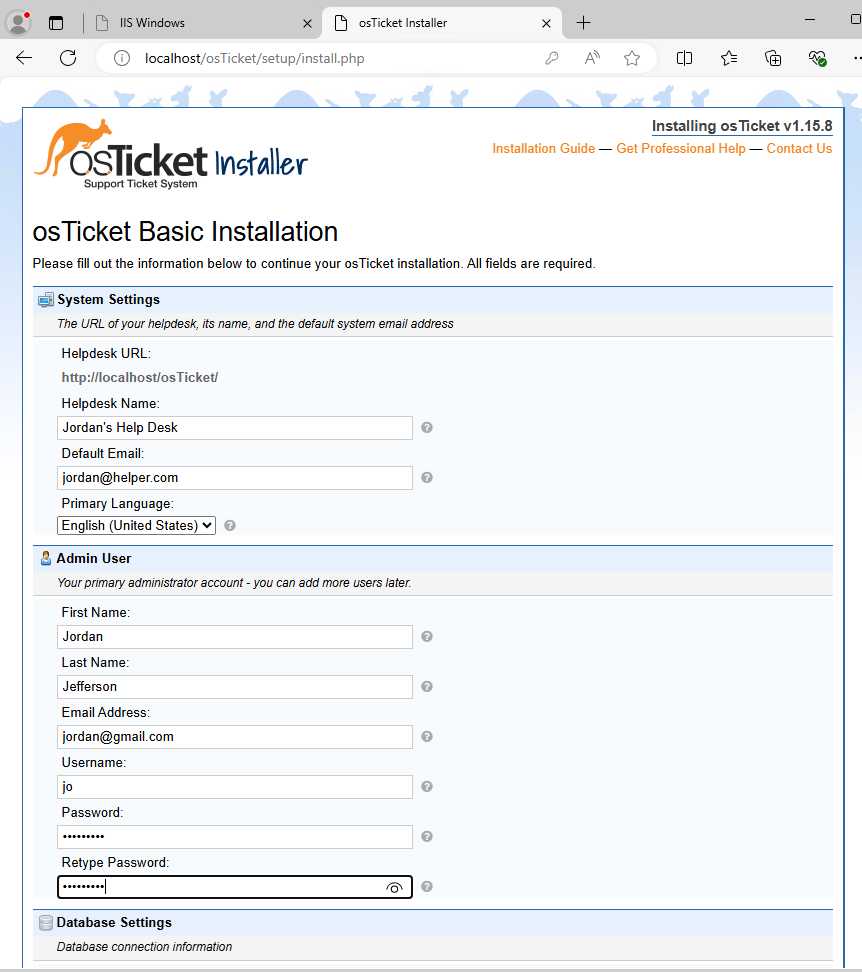 IIS Windows
osTicket Installer
localhost/osTicket/setup/install.php
osTicket Installer
Support Ticket System
Installing osTicket v1.15.8
Installation Guide — Get Professional Help — Contact Us
osTicket Basic Installation
Please fill out the information below to continue your osTicket installation. All fields are required.
System Settings
The URL of your helpdesk, its name, and the default system email address
Helpdesk URL:
http://localhost/osTicket/
Helpdesk Name:
Jordan's Help Desk
Default Email:
jordan@helper.com
Primary Language:
English (United States)
Admin User
Your primary administrator account - you can add more users later.
First Name:
Jordan
Last Name:
Jefferson
Email Address:
jordan@gmail.com
Username:
jo
Password:
•••••••••
Retype Password:
•••••••••
Database Settings
Database connection information